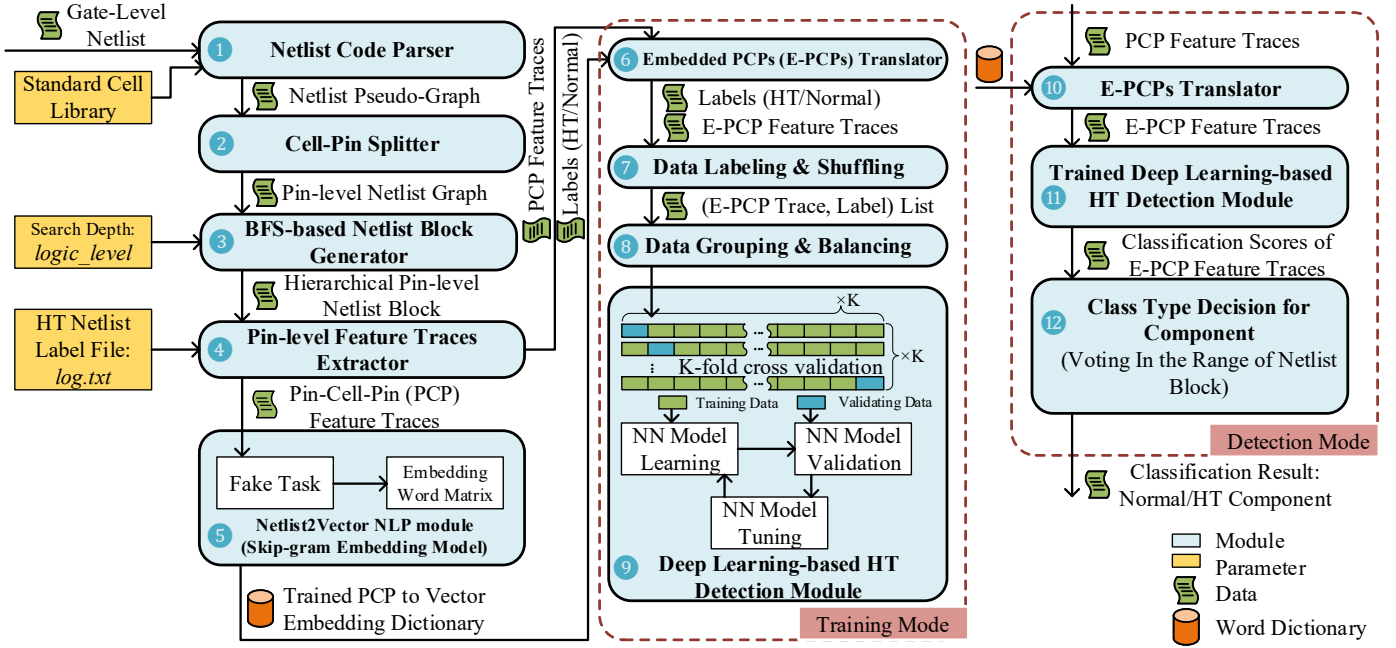 Gate-Level
Netlist
Standard Cell
Library
1
Netlist Code Parser
Netlist Pseudo-Graph
2
Cell-Pin Splitter
Pin-level Netlist Graph
Search Depth:
logic_level
3
BFS-based Netlist Block
Generator
Hierarchical Pin-level
Netlist Block
HT Netlist
Label File:
log.txt
4
Pin-level Feature Traces
Extractor
Pin-Cell-Pin (PCP)
Feature Traces
Fake Task
Embedding
Word Matrix
5
Netlist2Vector NLP module
(Skip-gram Embedding Model)
Trained PCP to Vector
Embedding Dictionary
PCP Feature Traces
Labels (HT/Normal)
6
Embedded PCPs (E-PCPs) Translator
Labels (HT/Normal)
E-PCP Feature Traces
7
Data Labeling & Shuffling
(E-PCP Trace, Label) List
8
Data Grouping & Balancing
×K
...
...
×K
⋮
K-fold cross validation
...
Training Data
Validating Data
NN Model
Learning
NN Model
Validation
NN Model
Tuning
9
Deep Learning-based HT
Detection Module
Training Mode
PCP Feature Traces
10
E-PCPs Translator
E-PCP Feature Traces
11
Trained Deep Learning-based
HT Detection Module
Classification Scores of
E-PCP Feature Traces
12
Class Type Decision for
Component
(Voting In the Range of Netlist
Block)
Detection Mode
Classification Result:
Normal/HT Component
Module
Parameter
Data
Word Dictionary